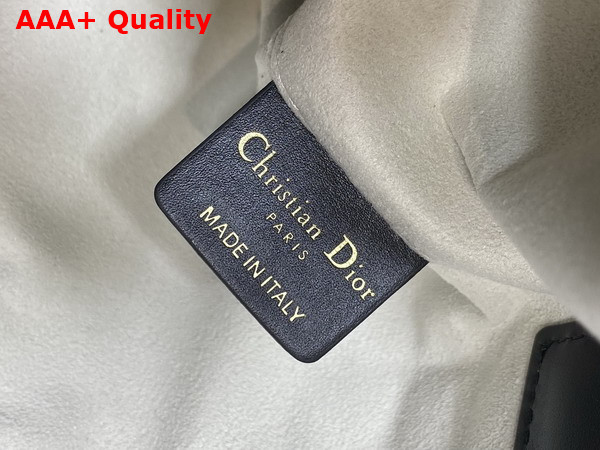 AAA+ Quality
Christian Dior
PARIS
MADE IN ITALY